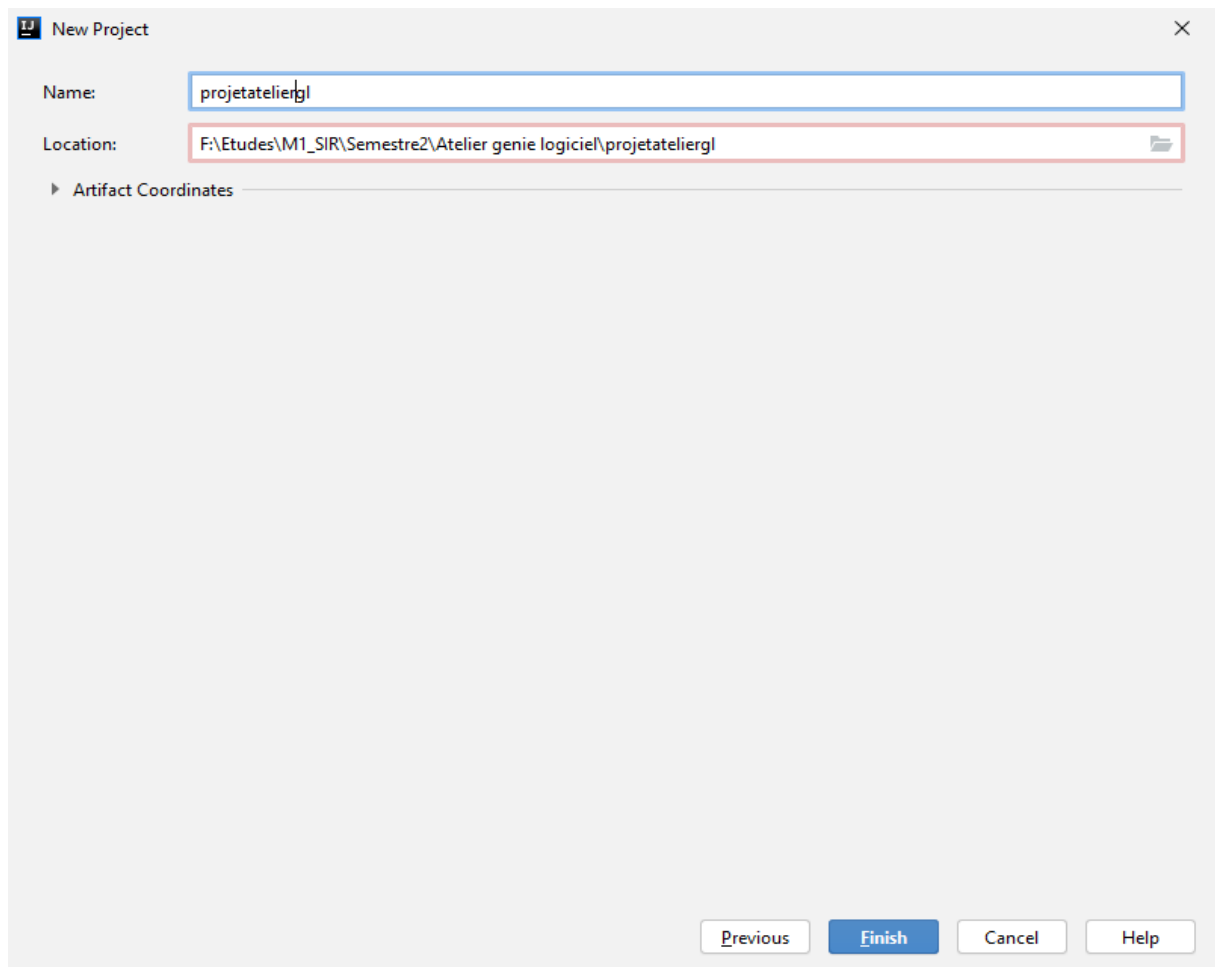 IJ New Project
Name: projetateliergl
Location: F:\Etudes\M1_SIR\Semestre2\Atelier genie logiciel\projetateliergl
Artifact Coordinates
Previous Finish Cancel Help